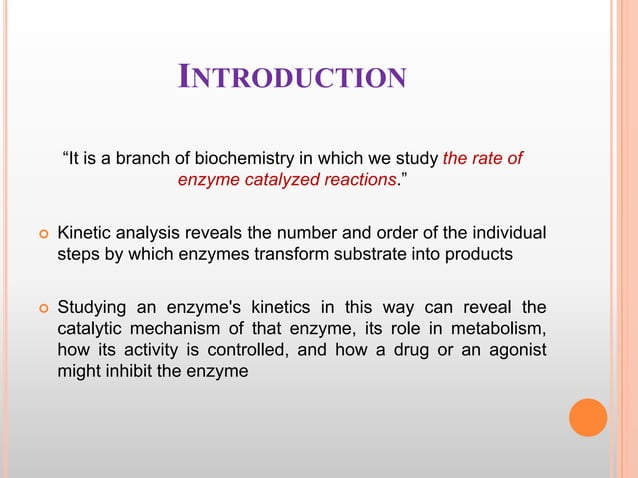 INTRODUCTION
“It is a branch of biochemistry in which we study the rate of
enzyme catalyzed reactions.”
Kinetic analysis reveals the number and order of the individual
steps by which enzymes transform substrate into products
Studying an enzyme's kinetics in this way can reveal the
catalytic mechanism of that enzyme, its role in metabolism,
how its activity is controlled, and how a drug or an agonist
might inhibit the enzyme